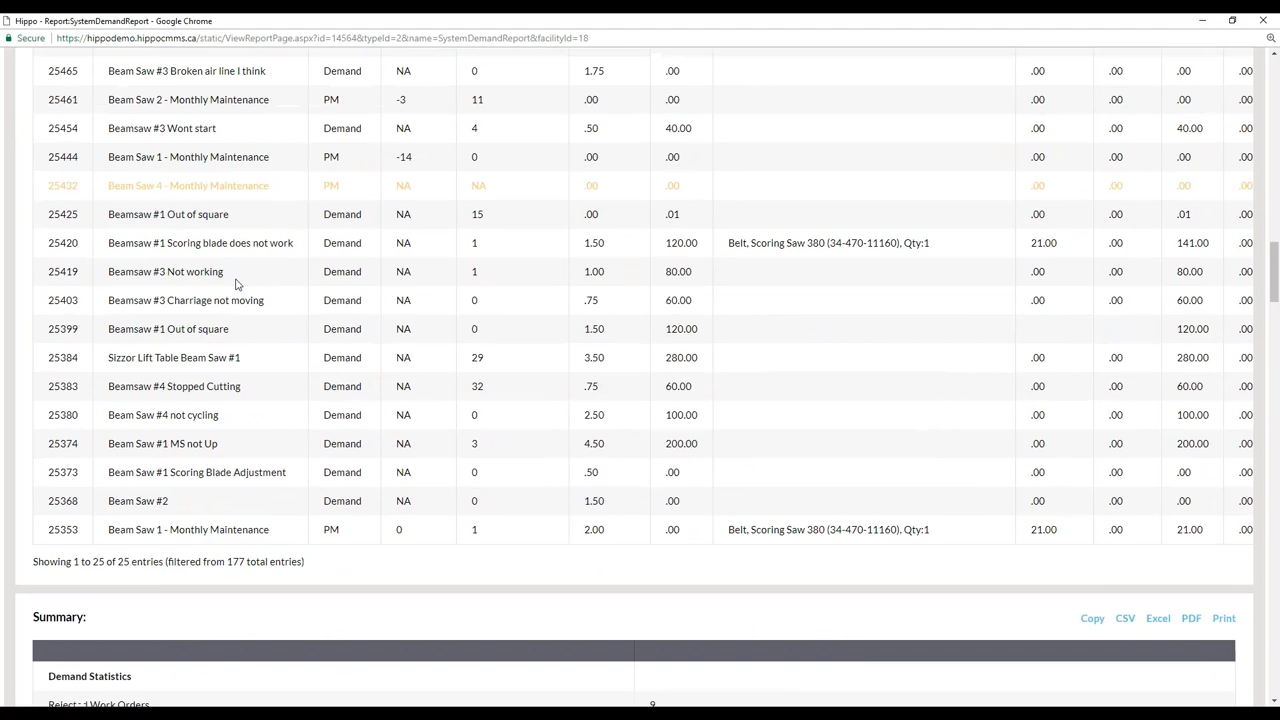 Hippo - Report:SystemDemandReport - Google Chrome
Secure https://hippodemo.hippocmms.ca/static/ViewReportPage.aspx?id=14564&typeId=2&name=SystemDemandReport&facilityId=18
25465 Beam Saw #3 Broken air line I think Demand NA 0 1.75 .00 .00 .00 .00 .00
25461 Beam Saw 2 - Monthly Maintenance PM -3 11 .00 .00 .00 .00 .00 .00
25454 Beamsaw #3 Wont start Demand NA 4 .50 40.00 .00 .00 40.00 .00
25444 Beam Saw 1 - Monthly Maintenance PM -14 0 .00 .00 .00 .00 .00 .00
25432 Beam Saw 4 - Monthly Maintenance PM NA NA .00 .00 .00 .00 .00 .00
25425 Beamsaw #1 Out of square Demand NA 15 .00 .01 .00 .00 .01 .00
25420 Beamsaw #1 Scoring blade does not work Demand NA 1 1.50 120.00 Belt, Scoring Saw 380 (34-470-11160), Qty:1 21.00 .00 141.00 .00
25419 Beamsaw #3 Not working Demand NA 1 1.00 80.00 .00 .00 80.00 .00
25403 Beamsaw #3 Charriage not moving Demand NA 0 .75 60.00 .00 .00 60.00 .00
25399 Beamsaw #1 Out of square Demand NA 0 1.50 120.00 120.00 .00
25384 Sizzor Lift Table Beam Saw #1 Demand NA 29 3.50 280.00 .00 .00 280.00 .00
25383 Beamsaw #4 Stopped Cutting Demand NA 32 .75 60.00 .00 .00 60.00 .00
25380 Beam Saw #4 not cycling Demand NA 0 2.50 100.00 .00 .00 100.00 .00
25374 Beam Saw #1 MS not Up Demand NA 3 4.50 200.00 .00 .00 200.00 .00
25373 Beam Saw #1 Scoring Blade Adjustment Demand NA 0 .50 .00 .00 .00 .00 .00
25368 Beam Saw #2 Demand NA 0 1.50 .00 .00 .00 .00 .00
25353 Beam Saw 1 - Monthly Maintenance PM 0 1 2.00 .00 Belt, Scoring Saw 380 (34-470-11160), Qty:1 21.00 .00 21.00 .00
Showing 1 to 25 of 25 entries (filtered from 177 total entries)
Summary: Copy CSV Excel PDF Print
Demand Statistics
Work Orders 9